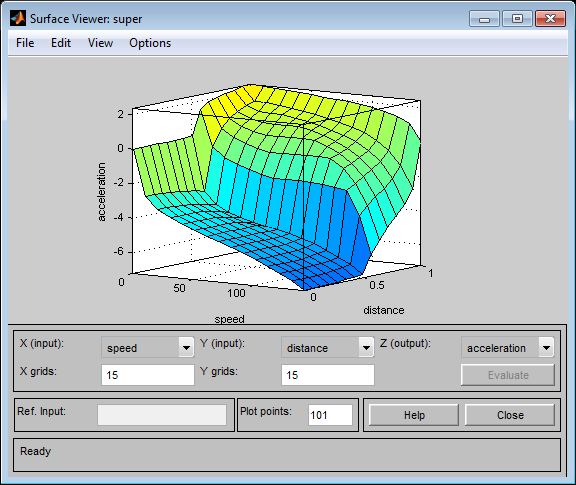 Surface Viewer: super
File Edit View Options
2
0
-2
-4
-6
acceleration
0
50
100
speed
0
0.5
1
distance
X (input): speed Y (input): distance Z (output): acceleration
X grids: 15 Y grids: 15 Evaluate
Ref. Input: Plot points: 101 Help Close
Ready